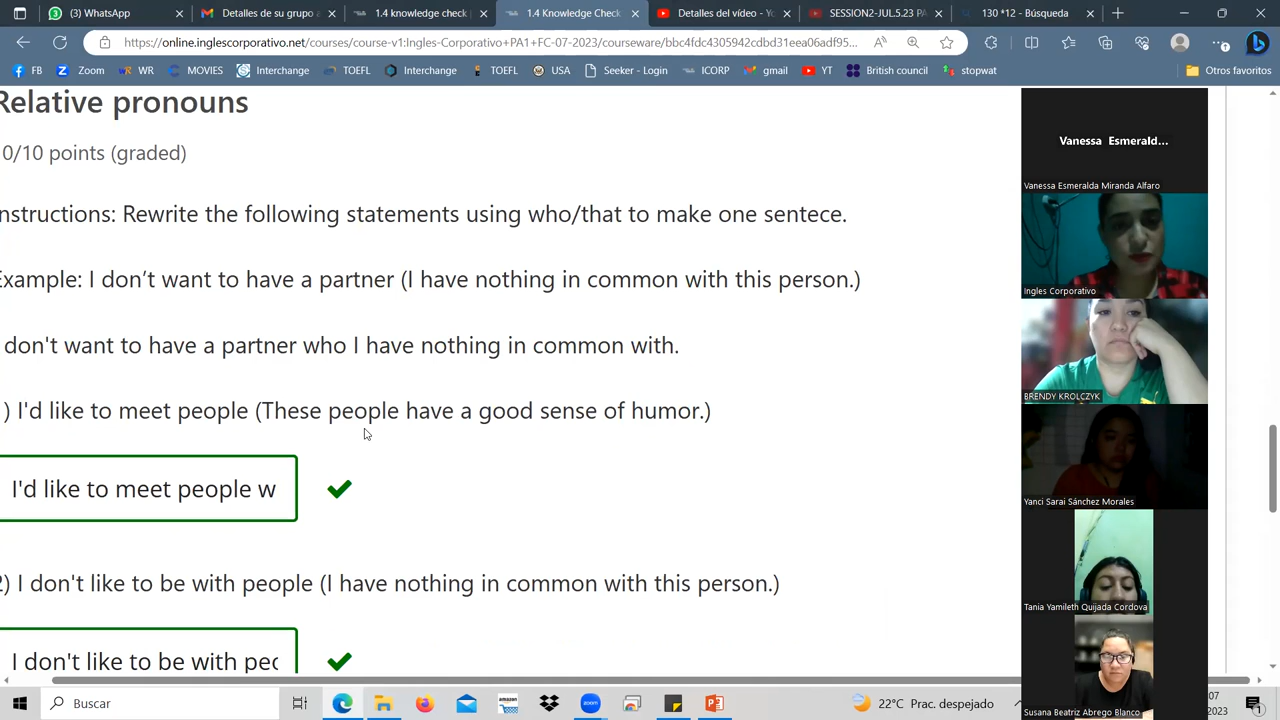 (3) WhatsApp
Detalles de su grupo
1.4 knowledge check
1.4 Knowledge Check
Detalles del vídeo - Yo
SESSION2-JUL.5.23 PA
130 *12 - Búsqueda
https://online.inglescorporativo.net/courses/course-v1:Ingles-Corporativo+PA1+FC-07-2023/courseware/bbc4fdc4305942cdbd31eea06adf95...
FB
Zoom
WR
MOVIES
Interchange
TOEFL
Interchange
TOEFL
USA
Seeker - Login
ICORP
gmail
YT
British council
stopwat
Otros favoritos
Relative pronouns
0/10 points (graded)
nstructions: Rewrite the following statements using who/that to make one sentece.
Example: I don’t want to have a partner (I have nothing in common with this person.)
don't want to have a partner who I have nothing in common with.
) I'd like to meet people (These people have a good sense of humor.)
I'd like to meet people w
2) I don't like to be with people (I have nothing in common with this person.)
I don't like to be with pec
Vanessa Esmerald...
Vanessa Esmeralda Miranda Alfaro
Ingles Corporativo
BRENDY KROLCZYK
Yanci Sarai Sánchez Morales
Tania Yamileth Quijada Cordova
Susana Beatriz Abrego Blanco
Buscar
22°C Prac. despejado
07
2023